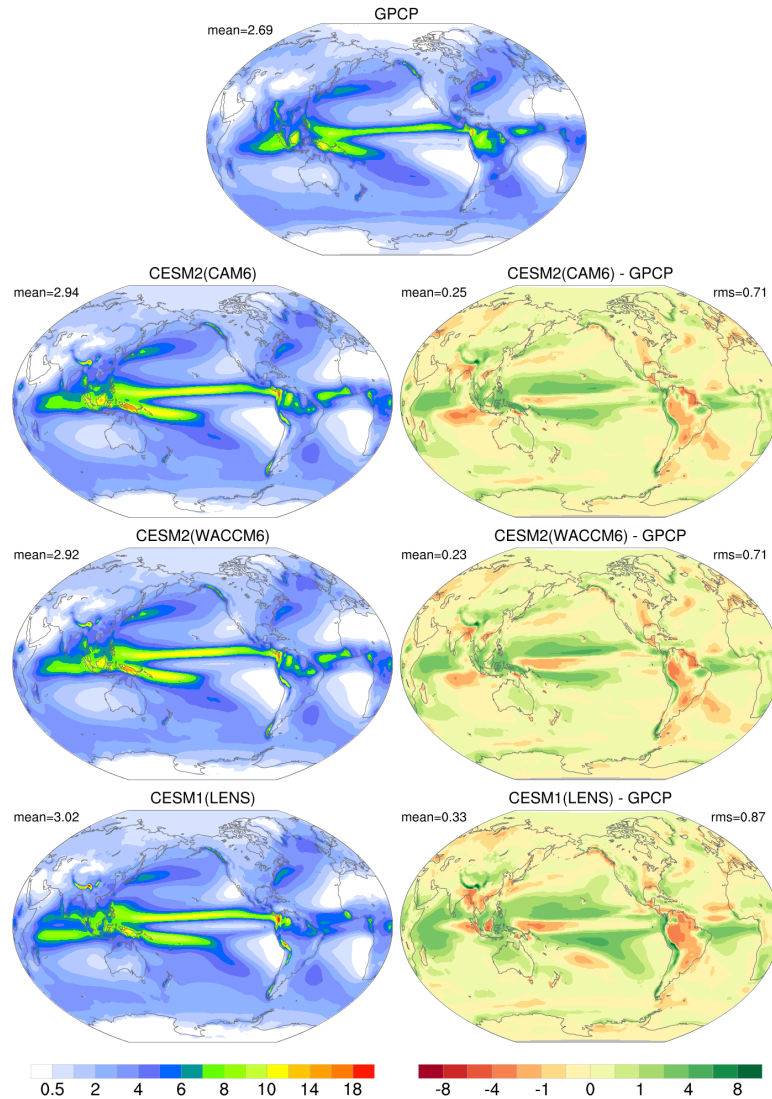 GPCP
mean=2.69
CESM2(CAM6)
mean=2.94
CESM2(CAM6) - GPCP
mean=0.25
rms=0.71
CESM2(WACCM6)
mean=2.92
CESM2(WACCM6) - GPCP
mean=0.23
rms=0.71
CESM1(LENS)
mean=3.02
CESM1(LENS) - GPCP
mean=0.33
rms=0.87
0.5 2 4 6 8 10 14 18
-8 -4 -1 0 1 4 8